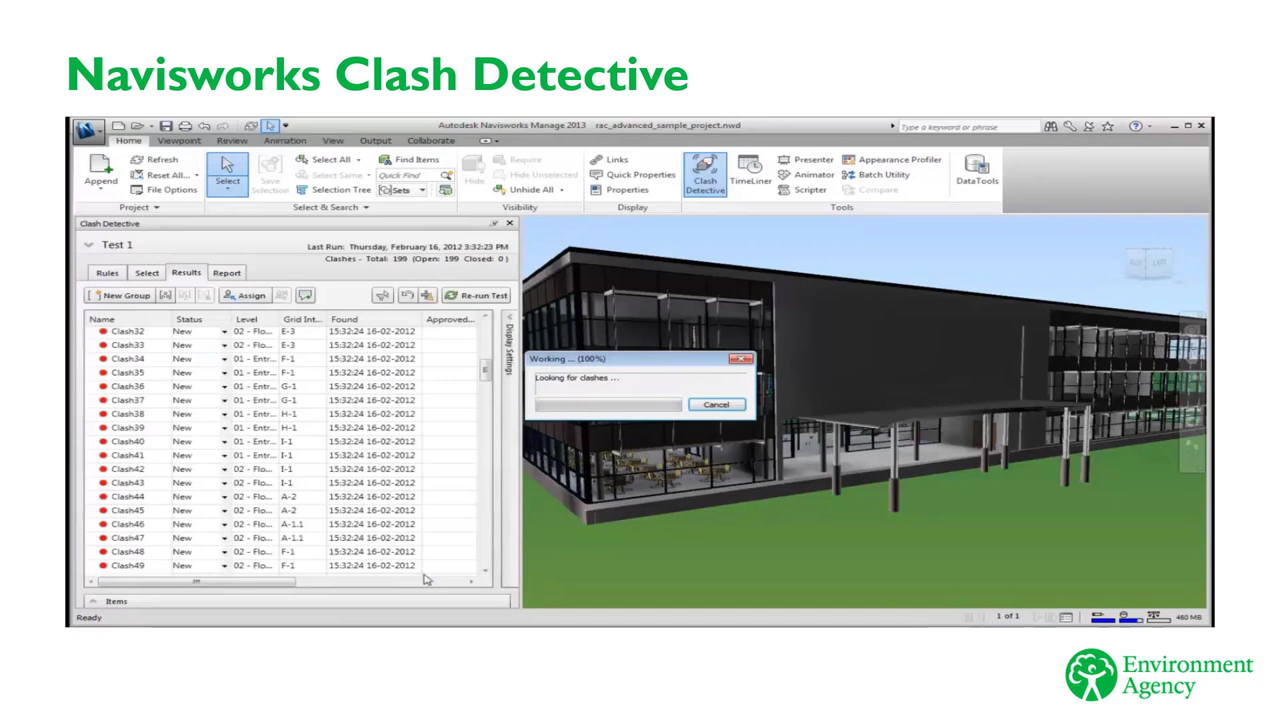 Navisworks Clash Detective
Autodesk Navisworks Manage 2013 rac_advanced_sample_project.nwd
Type a keyword or phrase
Home Viewpoint Review Animation Output View Collaborate
Append
Refresh
Reset All...
File Options
Project
Select
Save Selection
Select All
Select Same
Selection Tree
Find Items
Quick Find
Sets
Select & Search
Hide
Require
Hide Unselected
Unhide All
Visibility
Links
Quick Properties
Properties
Display
Clash Detective
TimeLiner
Presenter
Animator
Scripter
Appearance Profiler
Batch Utility
Compare
DataTools
Tools
Clash Detective
Test 1
Last Run: Thursday, February 16, 2012 3:32:23 PM
Clashes - Total: 199 (Open: 199 Closed: 0 )
Rules Select Results Report
New Group Assign Re-run Test
Name Status Level Grid Int... Found Approved...
Clash32 New 02 - Flo... E-3 15:32:24 16-02-2012
Clash33 New 02 - Flo... E-3 15:32:24 16-02-2012
Clash34 New 01 - Entr... F-1 15:32:24 16-02-2012
Clash35 New 01 - Entr... F-1 15:32:24 16-02-2012
Clash36 New 01 - Entr... G-1 15:32:24 16-02-2012
Clash37 New 01 - Entr... G-1 15:32:24 16-02-2012
Clash38 New 01 - Entr... H-1 15:32:24 16-02-2012
Clash39 New 01 - Entr... H-1 15:32:24 16-02-2012
Clash40 New 01 - Entr... I-1 15:32:24 16-02-2012
Clash41 New 01 - Entr... I-1 15:32:24 16-02-2012
Clash42 New 02 - Flo... I-1 15:32:24 16-02-2012
Clash43 New 02 - Flo... I-1 15:32:24 16-02-2012
Clash44 New 02 - Flo... A-2 15:32:24 16-02-2012
Clash45 New 02 - Flo... A-2 15:32:24 16-02-2012
Clash46 New 02 - Flo... A-1.1 15:32:24 16-02-2012
Clash47 New 02 - Flo... A-1.1 15:32:24 16-02-2012
Clash48 New 02 - Flo... F-1 15:32:24 16-02-2012
Clash49 New 02 - Flo... F-1 15:32:24 16-02-2012
Display Settings
Items
Working ... (100%)
Looking for clashes ...
Cancel
LEFT
Ready
1 of 1
460 MB
Environment
Agency